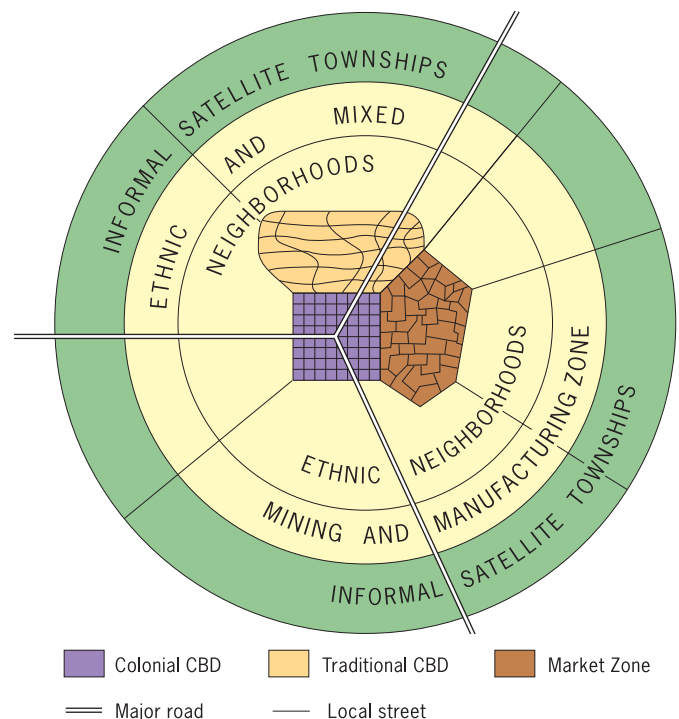 INFORMAL SATELLITE TOWNSHIPS
ETHNIC AND MIXED
NEIGHBORHOODS
ETHNIC NEIGHBORHOODS
MINING AND MANUFACTURING ZONE
INFORMAL SATELLITE TOWNSHIPS
Colonial CBD
Traditional CBD
Market Zone
Major road
Local street